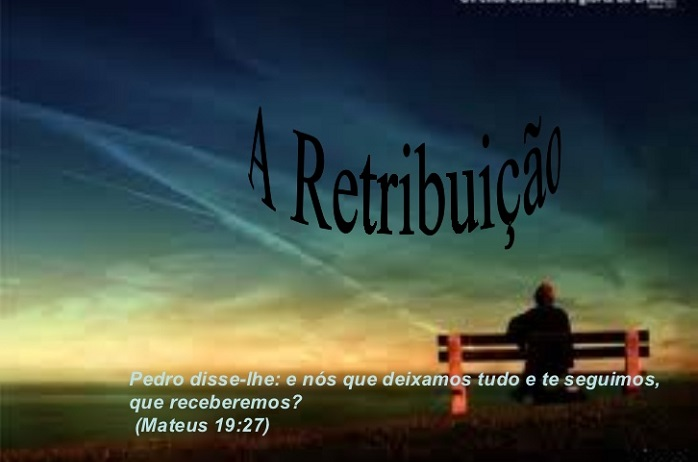 A Retribuição
Pedro disse-lhe: e nós que deixamos tudo e te seguimos,
que receberemos?
(Mateus 19:27)